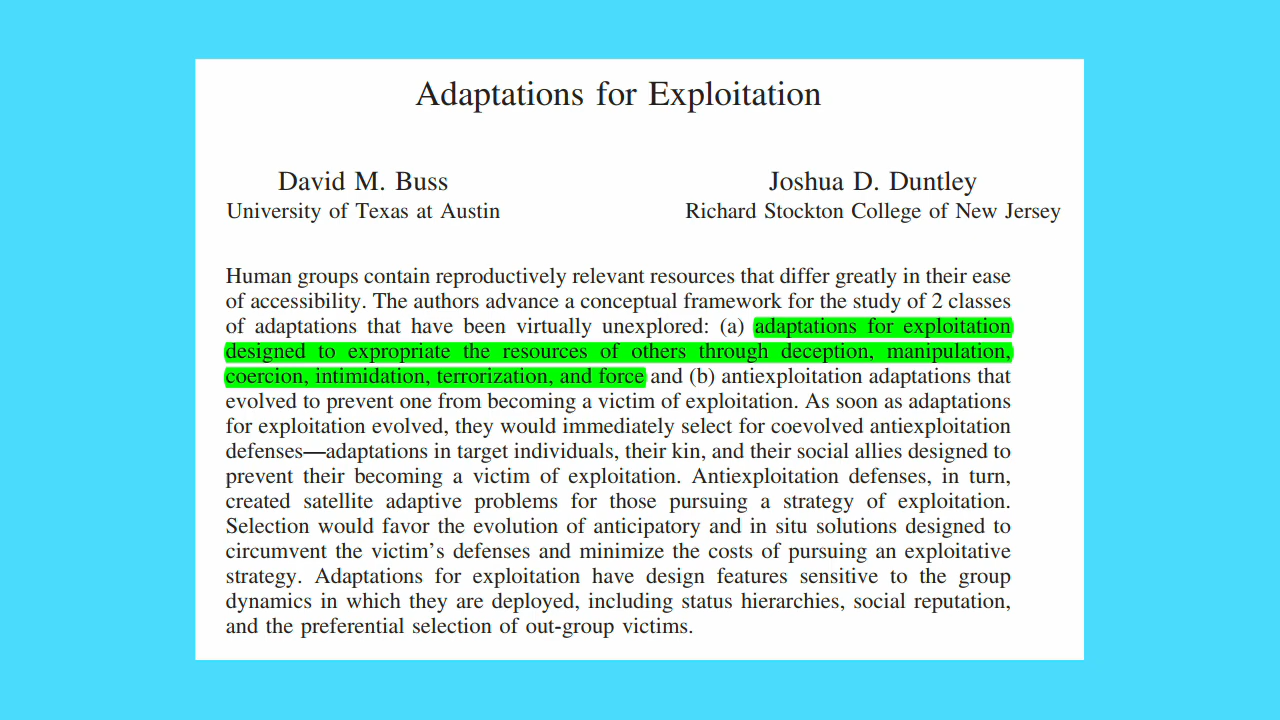 Adaptations for Exploitation
David M. Buss
University of Texas at Austin
Joshua D. Duntley
Richard Stockton College of New Jersey
Human groups contain reproductively relevant resources that differ greatly in their ease
of accessibility. The authors advance a conceptual framework for the study of 2 classes
of adaptations that have been virtually unexplored: (a) adaptations for exploitation
designed to expropriate the resources of others through deception, manipulation,
coercion, intimidation, terrorization, and force and (b) antiexploitation adaptations that
evolved to prevent one from becoming a victim of exploitation. As soon as adaptations
for exploitation evolved, they would immediately select for coevolved antiexploitation
defenses—adaptations in target individuals, their kin, and their social allies designed to
prevent their becoming a victim of exploitation. Antiexploitation defenses, in turn,
created satellite adaptive problems for those pursuing a strategy of exploitation.
Selection would favor the evolution of anticipatory and in situ solutions designed to
circumvent the victim's defenses and minimize the costs of pursuing an exploitative
strategy. Adaptations for exploitation have design features sensitive to the group
dynamics in which they are deployed, including status hierarchies, social reputation,
and the preferential selection of out-group victims.